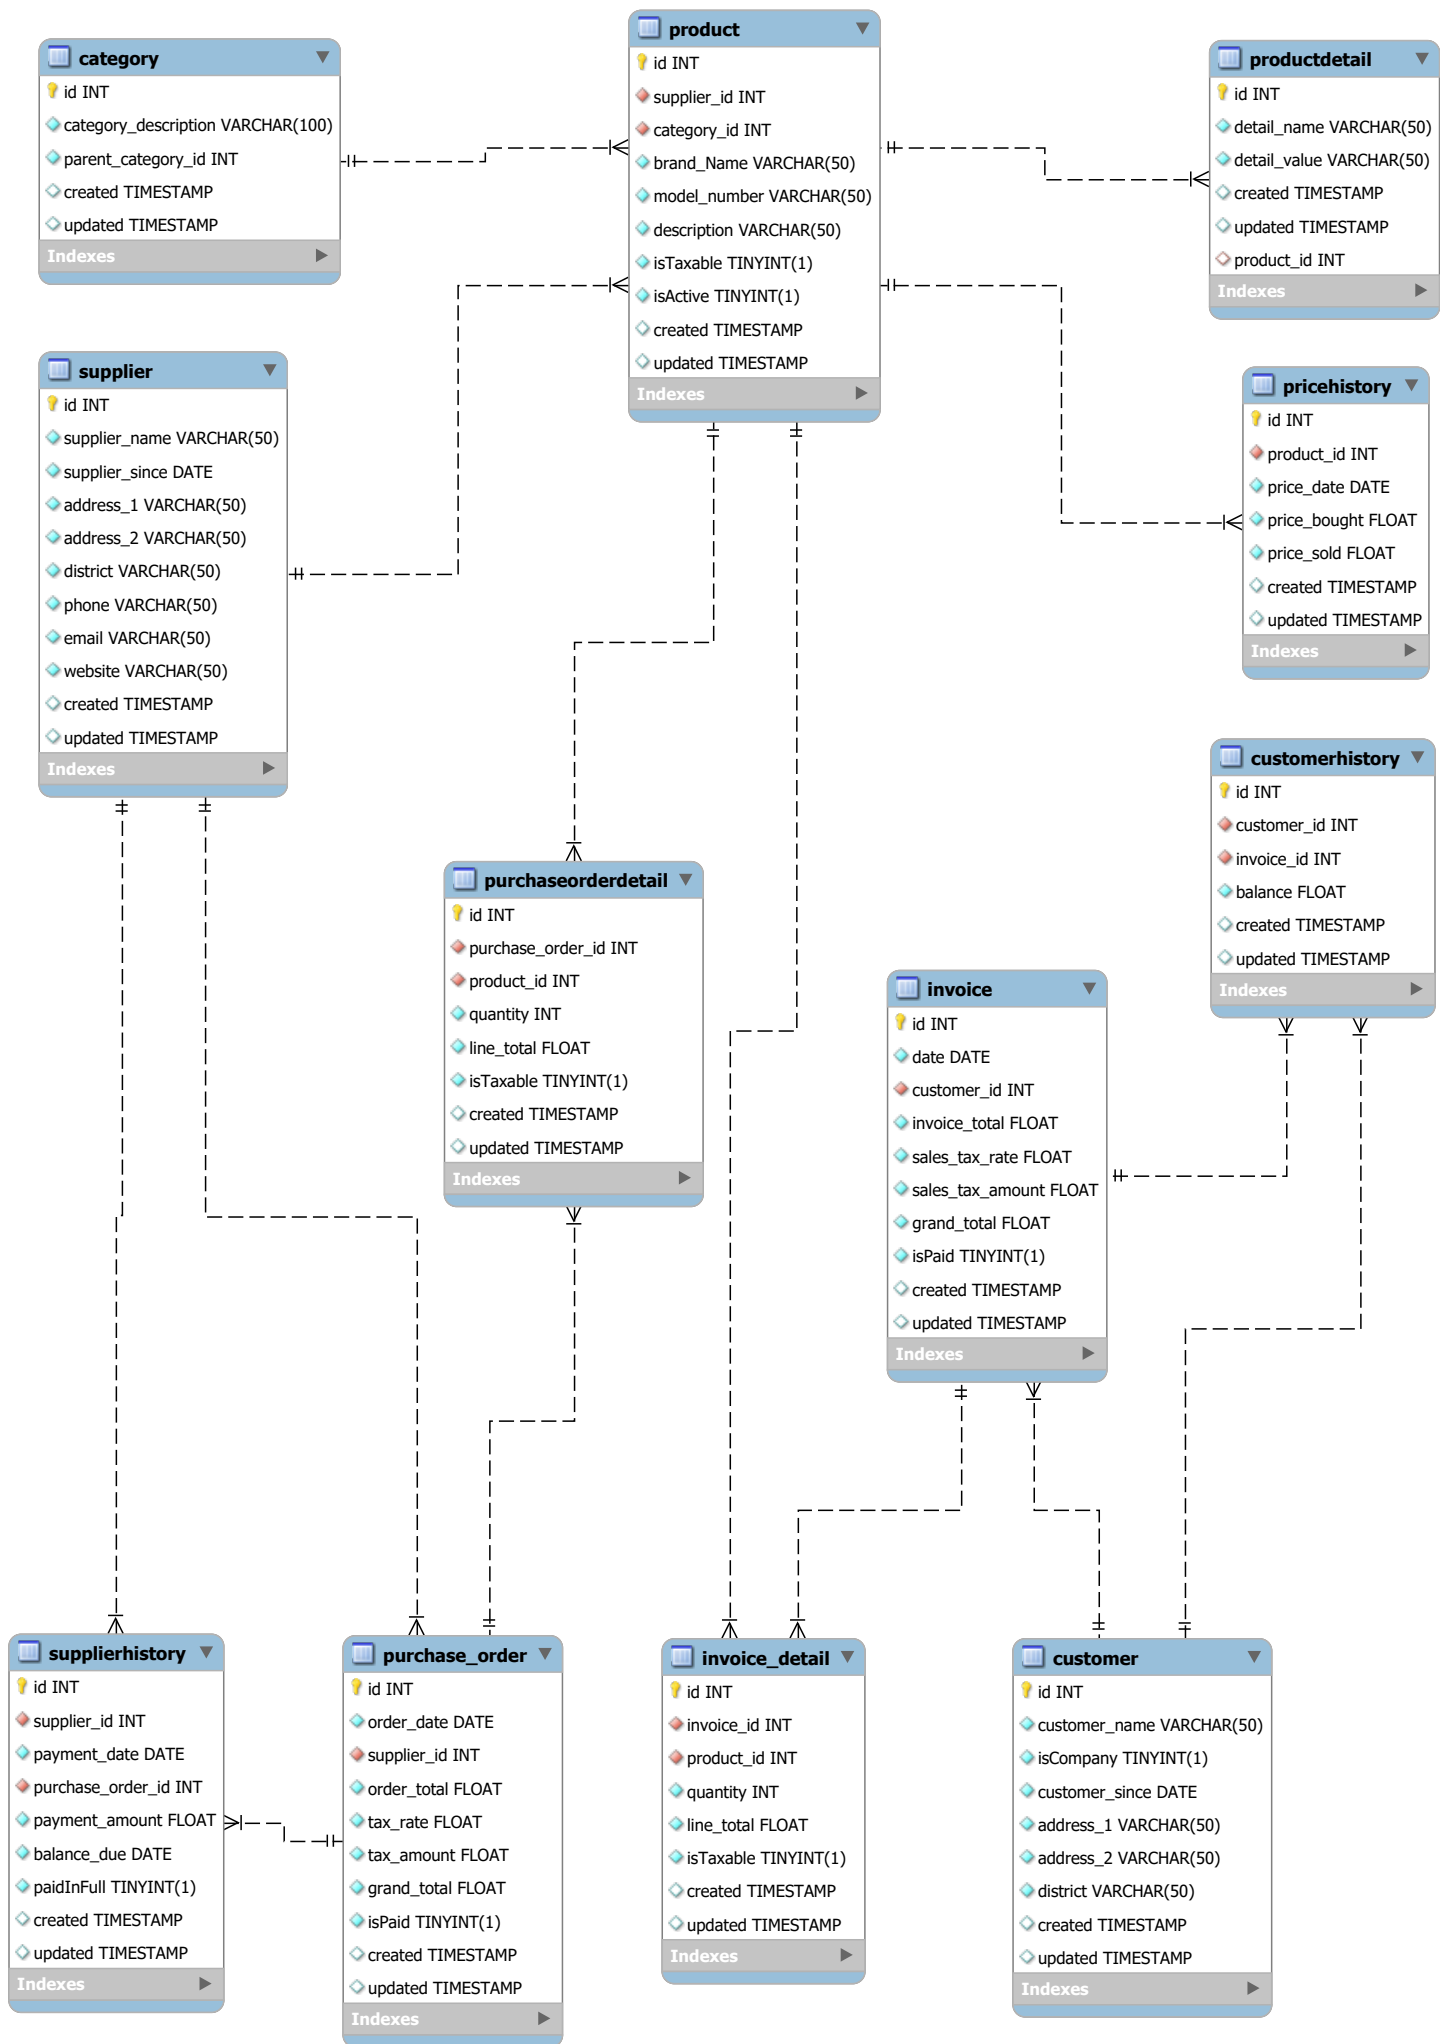 category
id INT
category_description VARCHAR(100)
parent_category_id INT
created TIMESTAMP
updated TIMESTAMP
Indexes
product
id INT
supplier_id INT
category_id INT
brand_Name VARCHAR(50)
model_number VARCHAR(50)
description VARCHAR(50)
isTaxable TINYINT(1)
isActive TINYINT(1)
created TIMESTAMP
updated TIMESTAMP
Indexes
productdetail
id INT
detail_name VARCHAR(50)
detail_value VARCHAR(50)
created TIMESTAMP
updated TIMESTAMP
product_id INT
Indexes
supplier
id INT
supplier_name VARCHAR(50)
supplier_since DATE
address_1 VARCHAR(50)
address_2 VARCHAR(50)
district VARCHAR(50)
phone VARCHAR(50)
email VARCHAR(50)
website VARCHAR(50)
created TIMESTAMP
updated TIMESTAMP
Indexes
pricehistory
id INT
product_id INT
price_date DATE
price_bought FLOAT
price_sold FLOAT
created TIMESTAMP
updated TIMESTAMP
Indexes
customerhistory
id INT
customer_id INT
invoice_id INT
balance FLOAT
created TIMESTAMP
updated TIMESTAMP
Indexes
purchaseorderdetail
id INT
purchase_order_id INT
product_id INT
quantity INT
line_total FLOAT
isTaxable TINYINT(1)
created TIMESTAMP
updated TIMESTAMP
Indexes
invoice
id INT
date DATE
customer_id INT
invoice_total FLOAT
sales_tax_rate FLOAT
sales_tax_amount FLOAT
grand_total FLOAT
isPaid TINYINT(1)
created TIMESTAMP
updated TIMESTAMP
Indexes
supplierhistory
id INT
supplier_id INT
payment_date DATE
purchase_order_id INT
payment_amount FLOAT
balance_due DATE
paidInFull TINYINT(1)
created TIMESTAMP
updated TIMESTAMP
Indexes
purchase_order
id INT
order_date DATE
supplier_id INT
order_total FLOAT
tax_rate FLOAT
tax_amount FLOAT
grand_total FLOAT
isPaid TINYINT(1)
created TIMESTAMP
updated TIMESTAMP
Indexes
invoice_detail
id INT
invoice_id INT
product_id INT
quantity INT
line_total FLOAT
isTaxable TINYINT(1)
created TIMESTAMP
updated TIMESTAMP
Indexes
customer
id INT
customer_name VARCHAR(50)
isCompany TINYINT(1)
customer_since DATE
address_1 VARCHAR(50)
address_2 VARCHAR(50)
district VARCHAR(50)
created TIMESTAMP
updated TIMESTAMP
Indexes